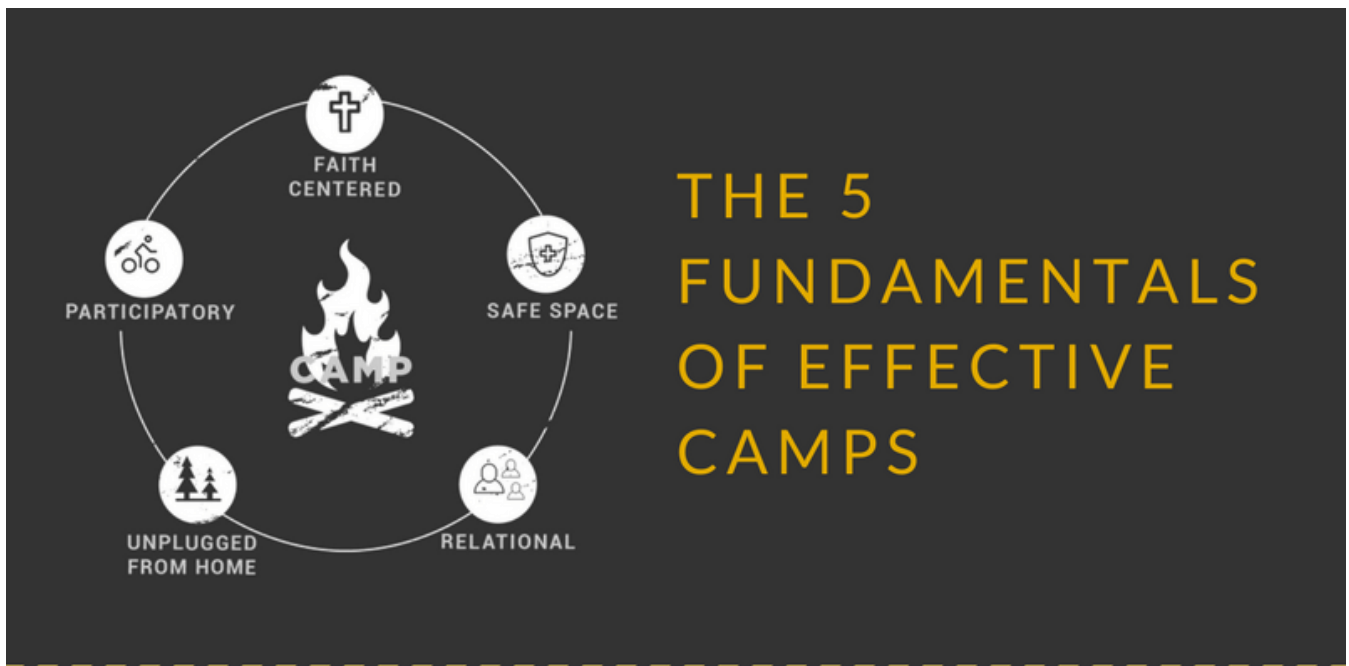 FAITH
CENTERED
PARTICIPATORY
SAFE SPACE
CAMP
UNPLUGGED
FROM HOME
RELATIONAL
THE 5
FUNDAMENTALS
OF EFFECTIVE
CAMPS